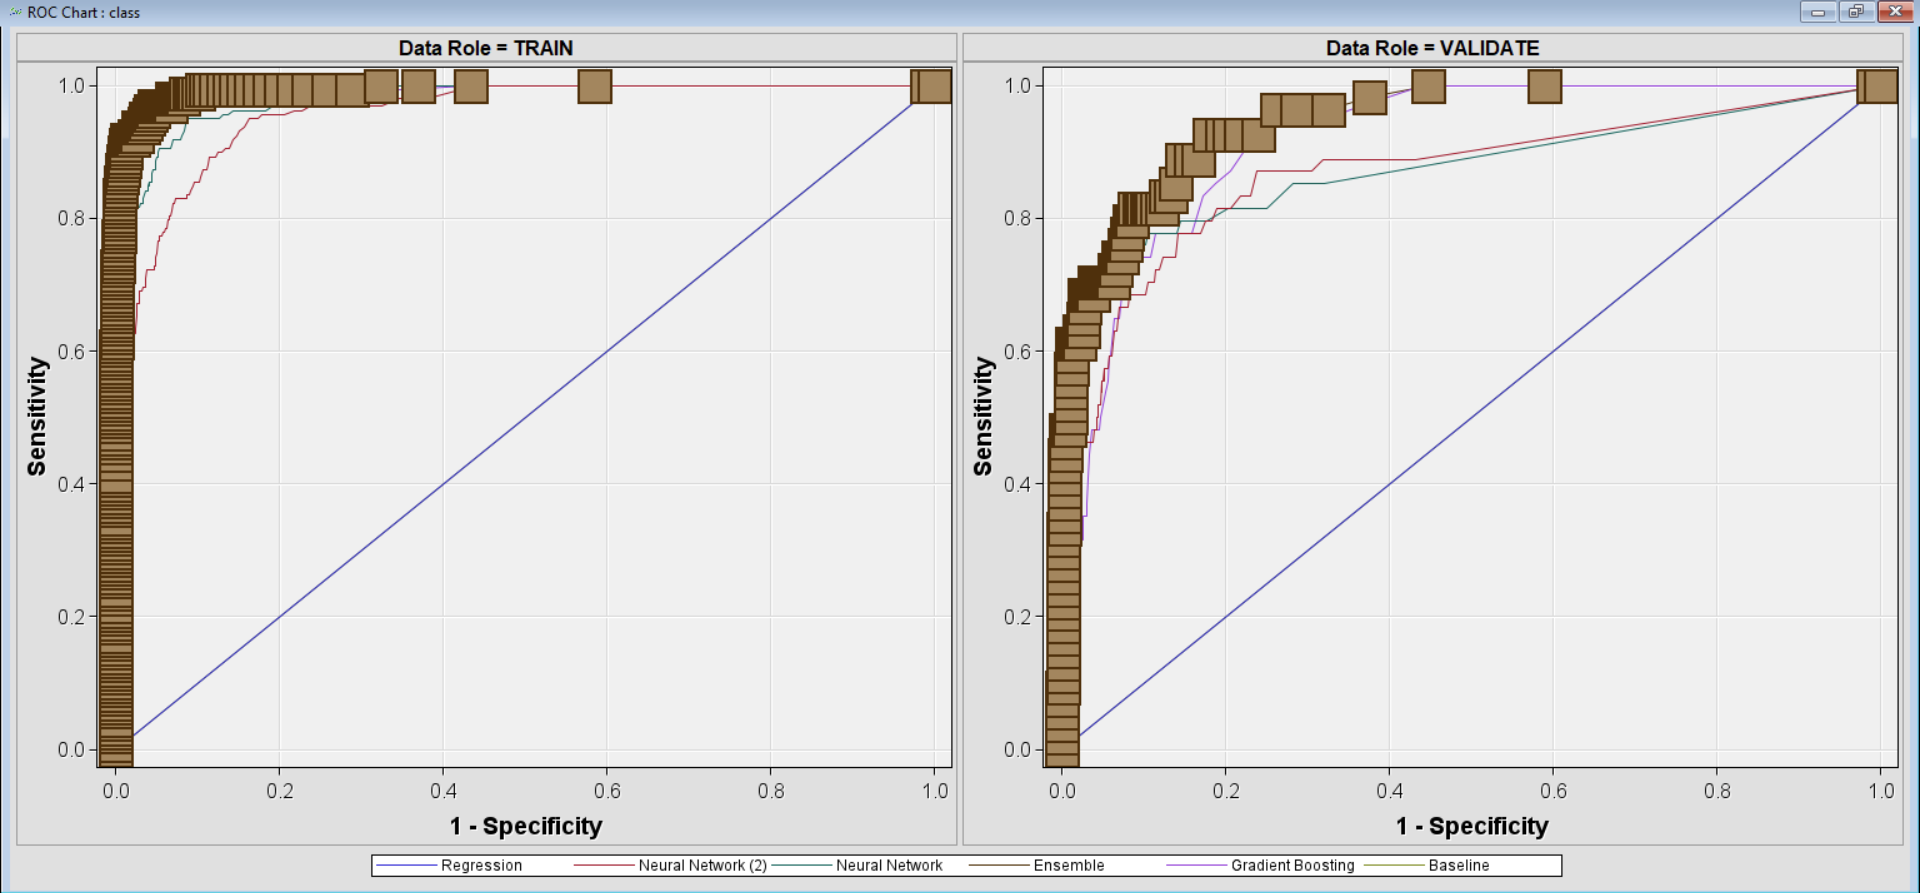 ROC Chart : class
Data Role = TRAIN
Data Role = VALIDATE
Sensitivity
1.0
0.8
0.6
0.4
0.2
0.0
0.0 0.2 0.4 0.6 0.8 1.0
1 - Specificity
Sensitivity
1.0
0.8
0.6
0.4
0.2
0.0
0.0 0.2 0.4 0.6 0.8 1.0
1 - Specificity
Regression Neural Network (2) Neural Network Ensemble Gradient Boosting Baseline